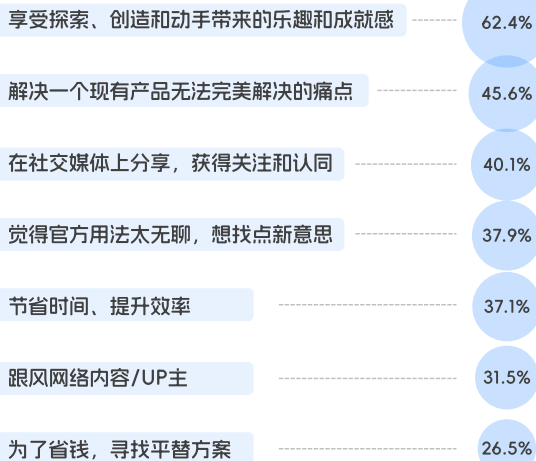 享受探索、创造和动手带来的乐趣和成就感 62.4%
解决一个现有产品无法完美解决的痛点 45.6%
在社交媒体上分享，获得关注和认同 40.1%
觉得官方用法太无聊，想找点新意思 37.9%
节省时间、提升效率 37.1%
跟风网络内容/UP主 31.5%
为了省钱，寻找平替方案 26.5%